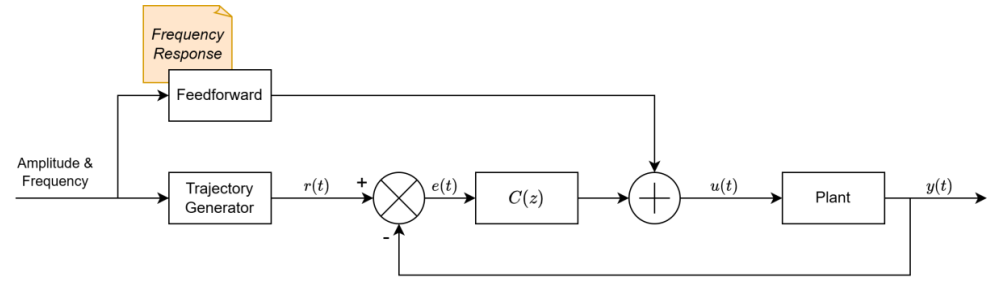 Frequency
Response
Feedforward
Amplitude &
Frequency
Trajectory
Generator
r(t)
+
-
e(t)
C(z)
u(t)
Plant
y(t)